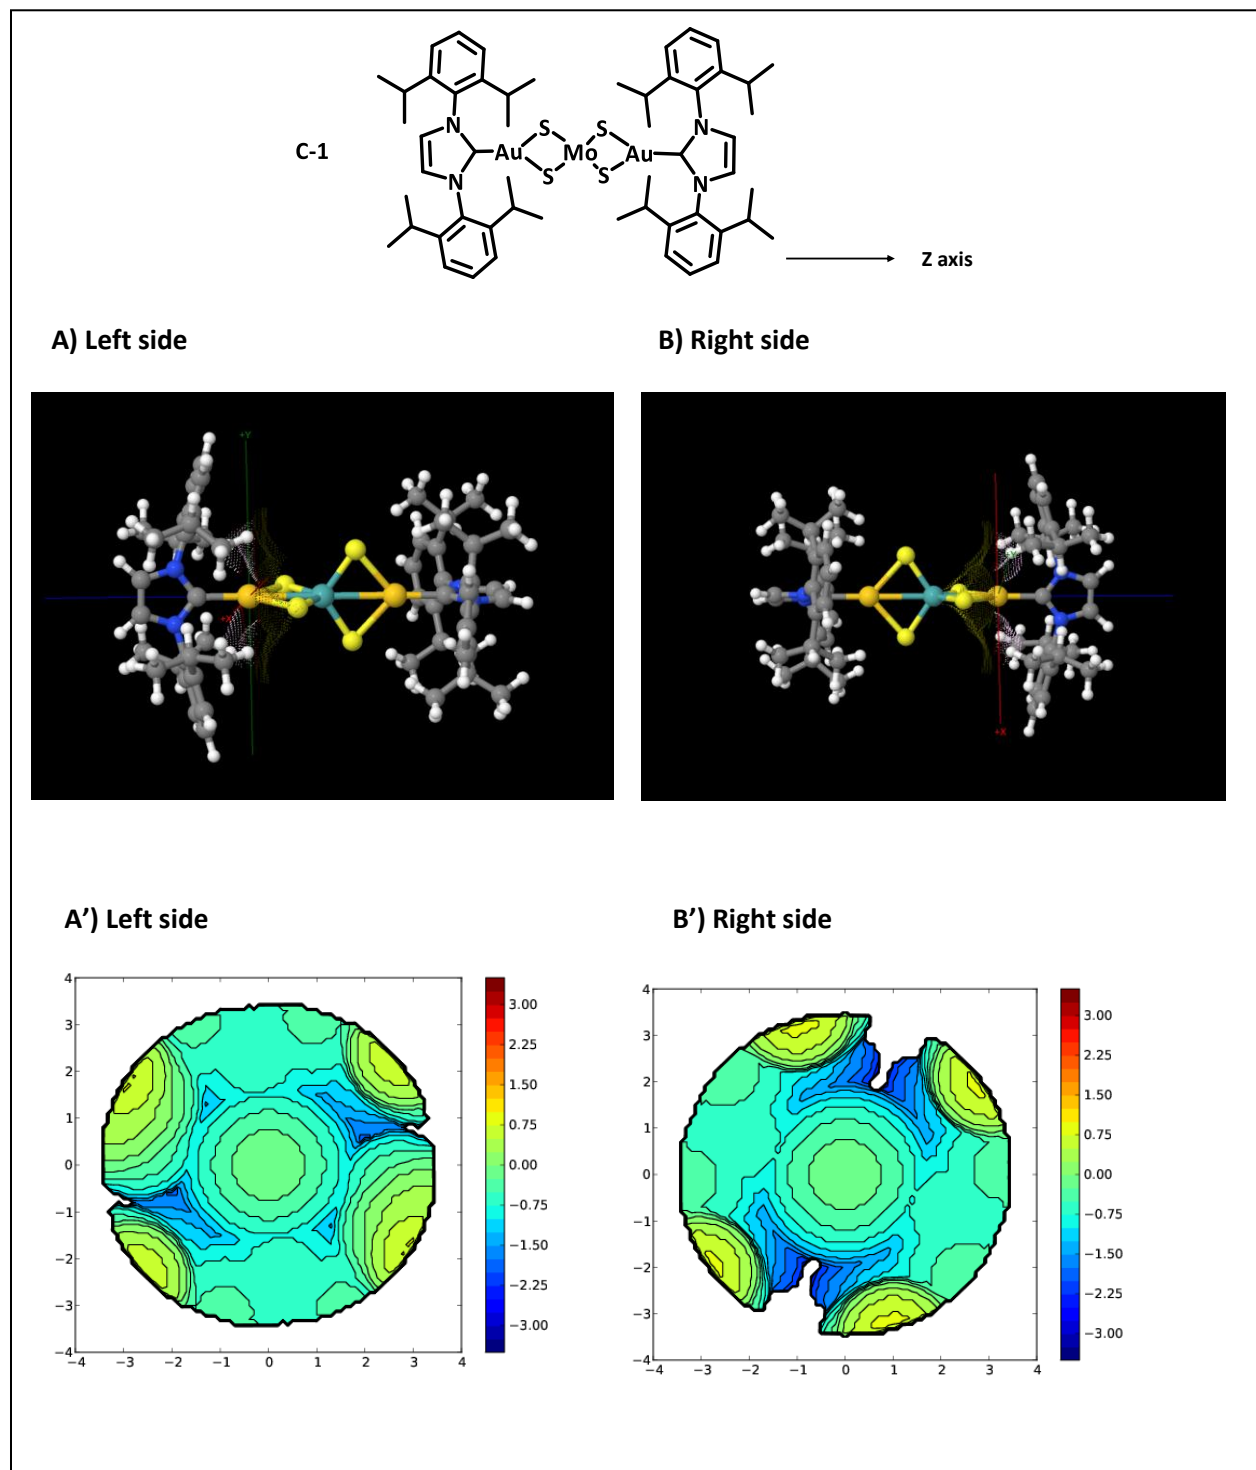 C-1
N N
S S
Au Mo Au
S S
N N
Z axis
A) Left side
B) Right side
+Y
+X
+X
A') Left side
B') Right side
4
3
2
1
0
−1
−2
−3
−4
−4 −3 −2 −1 0 1 2 3 4
3.00
2.25
1.50
0.75
0.00
−0.75
−1.50
−2.25
−3.00
4
3
2
1
0
−1
−2
−3
−4
−4 −3 −2 −1 0 1 2 3 4
3.00
2.25
1.50
0.75
0.00
−0.75
−1.50
−2.25
−3.00